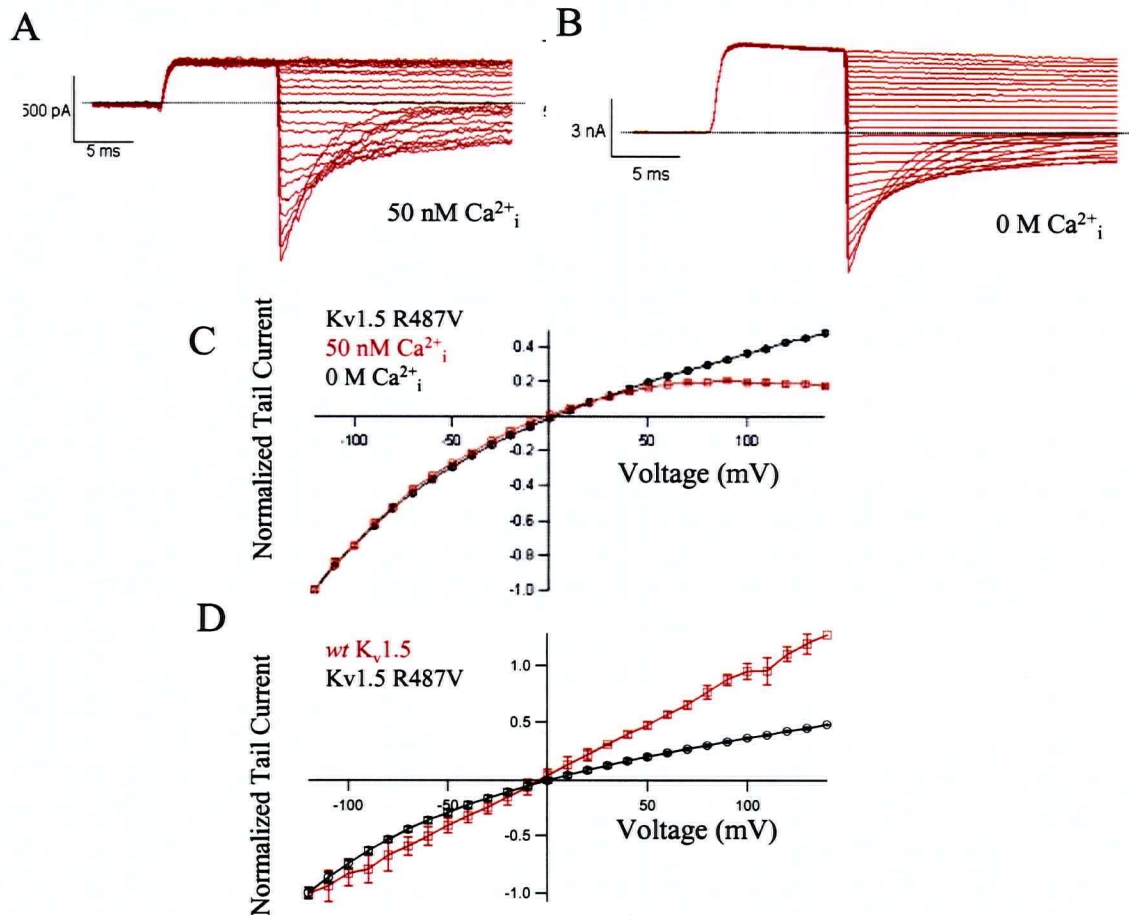 A
500 pA
5 ms
50 nM Ca²⁺i
B
3 nA
5 ms
0 M Ca²⁺i
C
Normalized Tail Current
Kv1.5 R487V
50 nM Ca²⁺i
0 M Ca²⁺i
0.4
0.2
-100
-50
50
100
-0.2
-0.4
-0.6
-0.8
-1.0
Voltage (mV)
D
Normalized Tail Current
wt Kv1.5
Kv1.5 R487V
1.0
0.5
-100
-50
50
100
-0.5
-1.0
Voltage (mV)